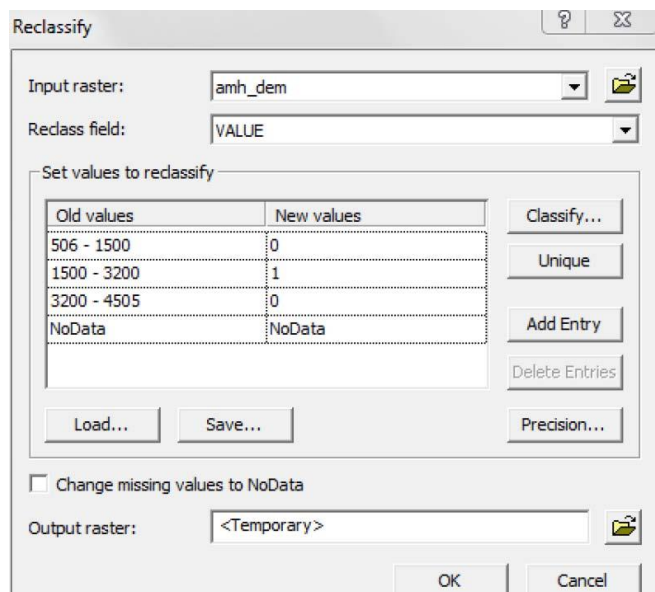 Reclassify
Input raster: amh_dem
Reclass field: VALUE
Set values to reclassify
Old values New values Classify...
506 - 1500 0
1500 - 3200 1 Unique
3200 - 4505 0
NoData NoData Add Entry
Delete Entries
Load... Save... Precision...
Change missing values to NoData
Output raster: <Temporary>
OK Cancel